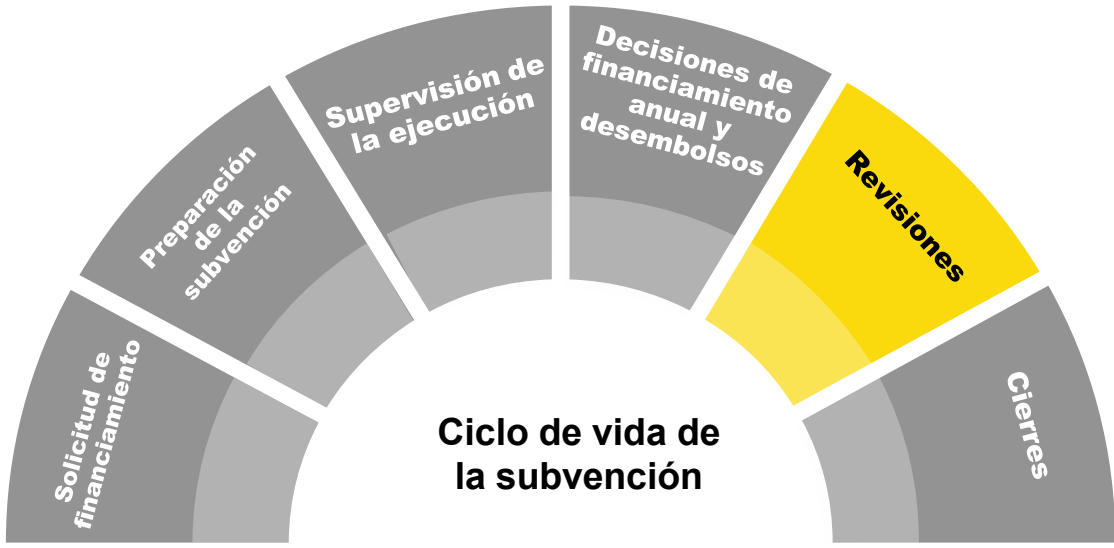 Solicitud de
financiamiento
Preparación
de la
subvención
Supervisión de
la ejecución
Decisiones de
financiamiento
anual y
desembolsos
Revisiones
Cierres
Ciclo de vida de
la subvención